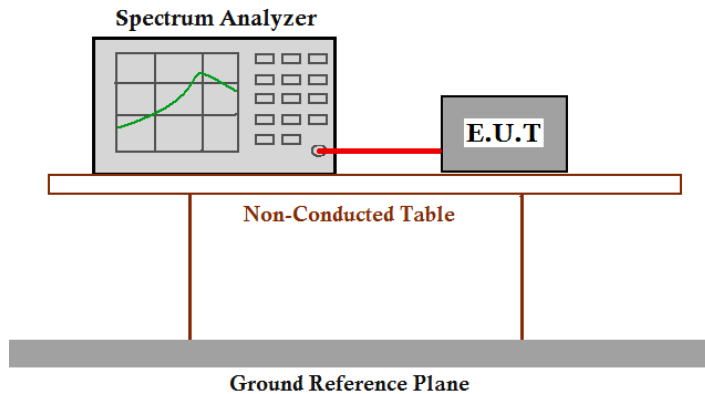 Spectrum Analyzer
E.U.T
Non-Conducted Table
Ground Reference Plane